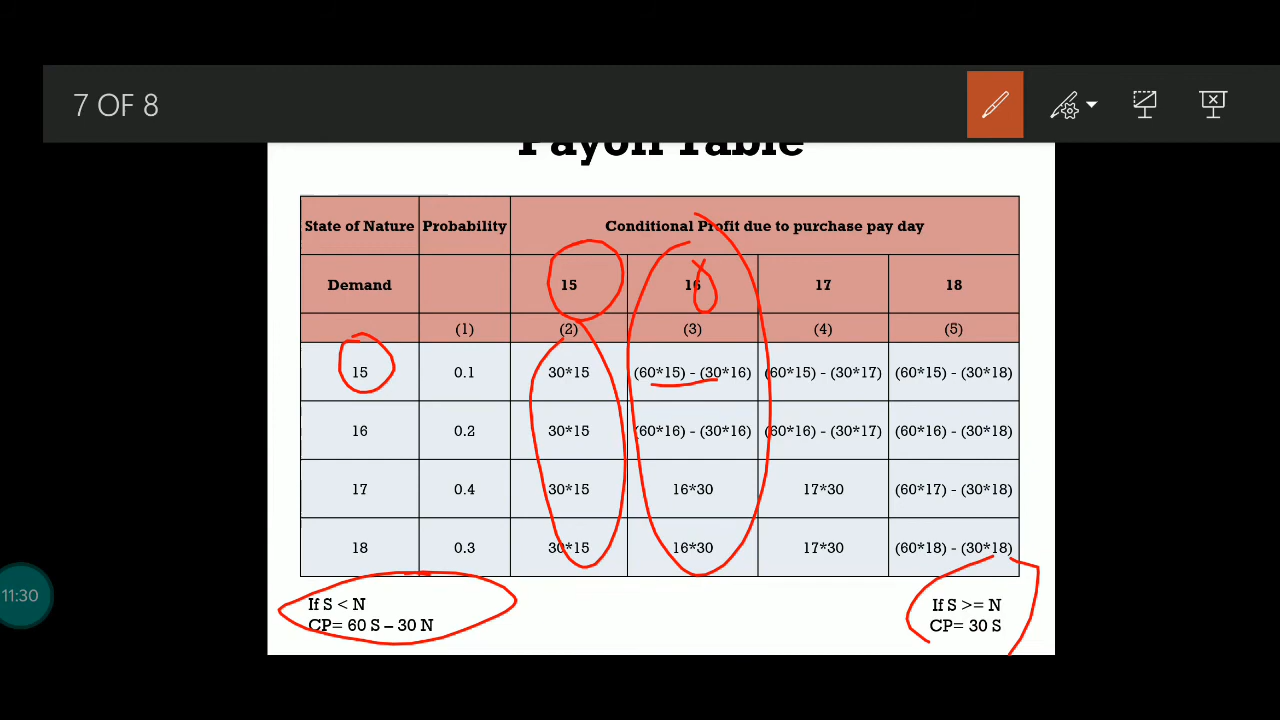 7 OF 8
Payoff Table
State of Nature Probability Conditional Profit due to purchase pay day
Demand 15 16 17 18
(1) (2) (3) (4) (5)
15 0.1 30*15 (60*15) - (30*16) (60*15) - (30*17) (60*15) - (30*18)
16 0.2 30*15 (60*16) - (30*16) (60*16) - (30*17) (60*16) - (30*18)
17 0.4 30*15 16*30 17*30 (60*17) - (30*18)
18 0.3 30*15 16*30 17*30 (60*18) - (30*18)
If S < N
CP= 60 S – 30 N
If S >= N
CP= 30 S
11:30